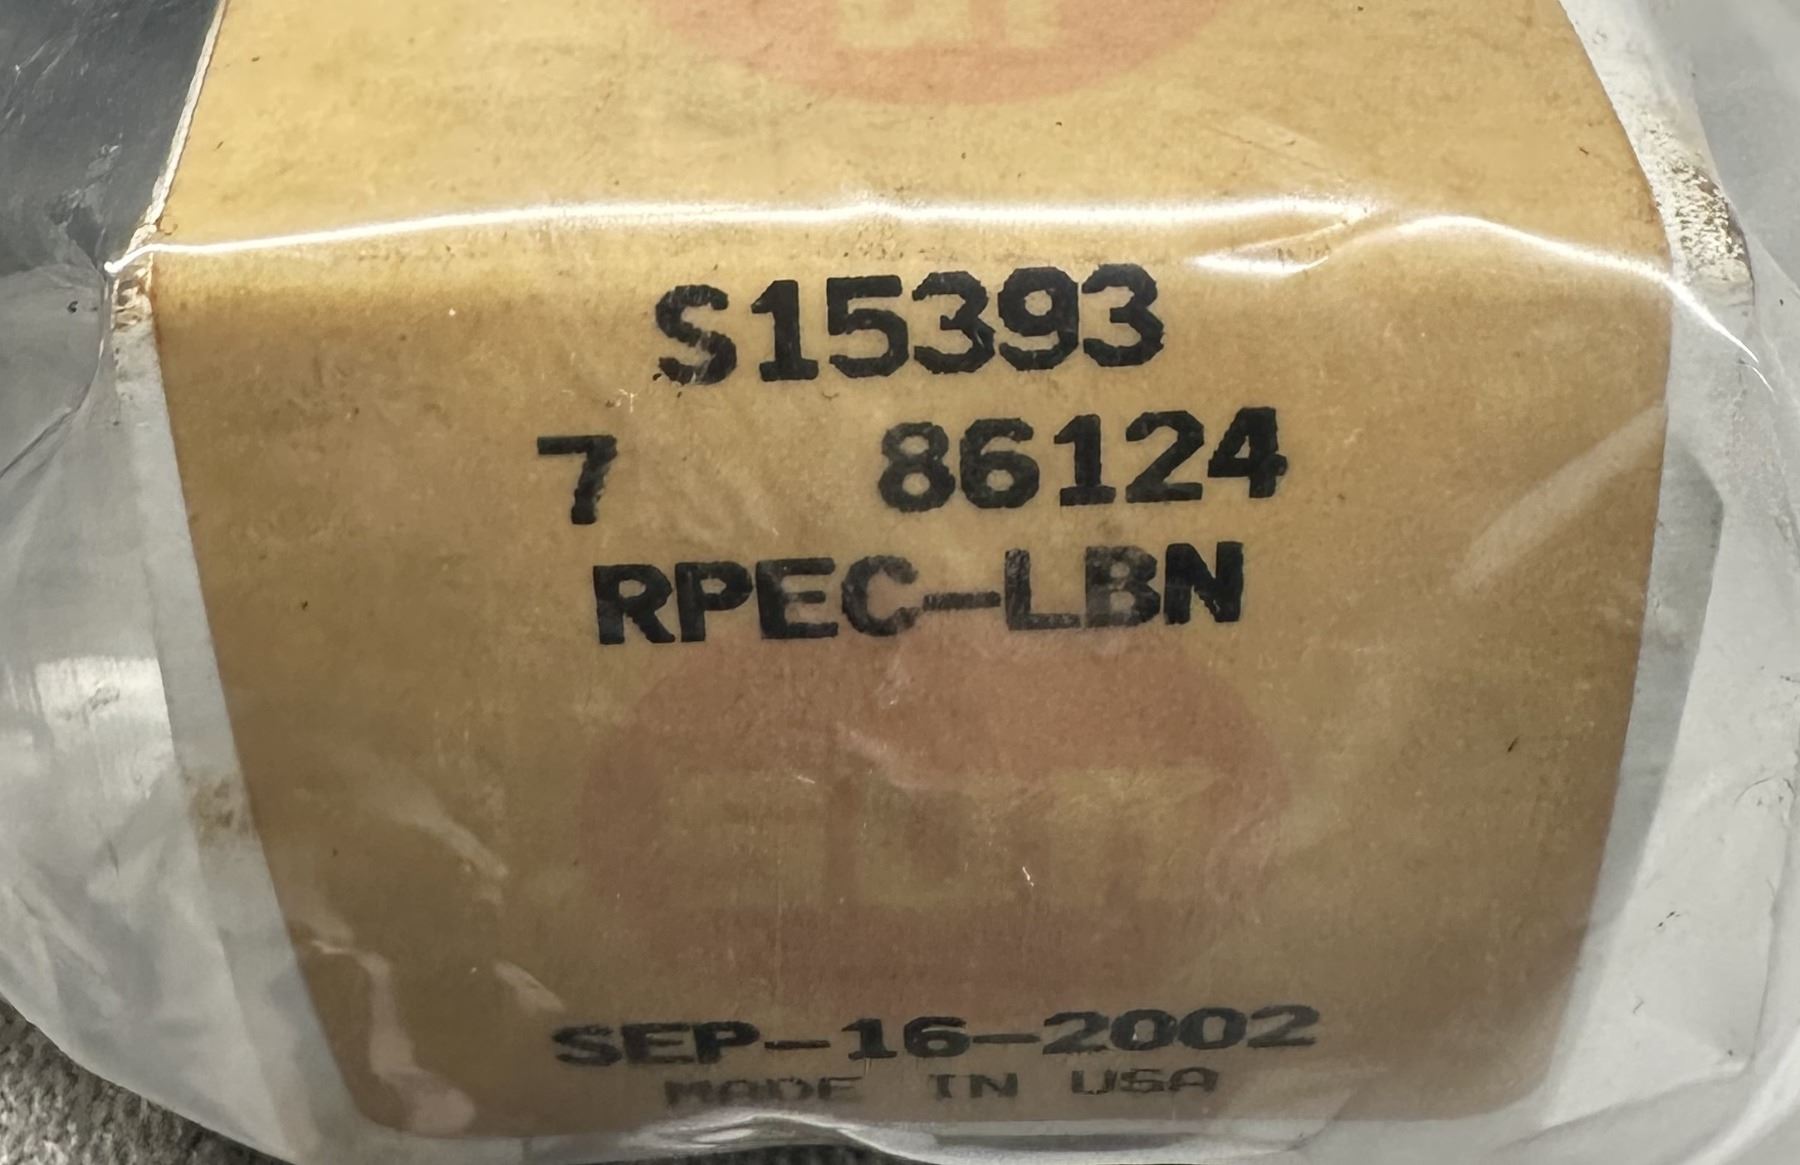 S15393
7 86124
RPEC-LBN
SEP-16-2002
MADE IN USA